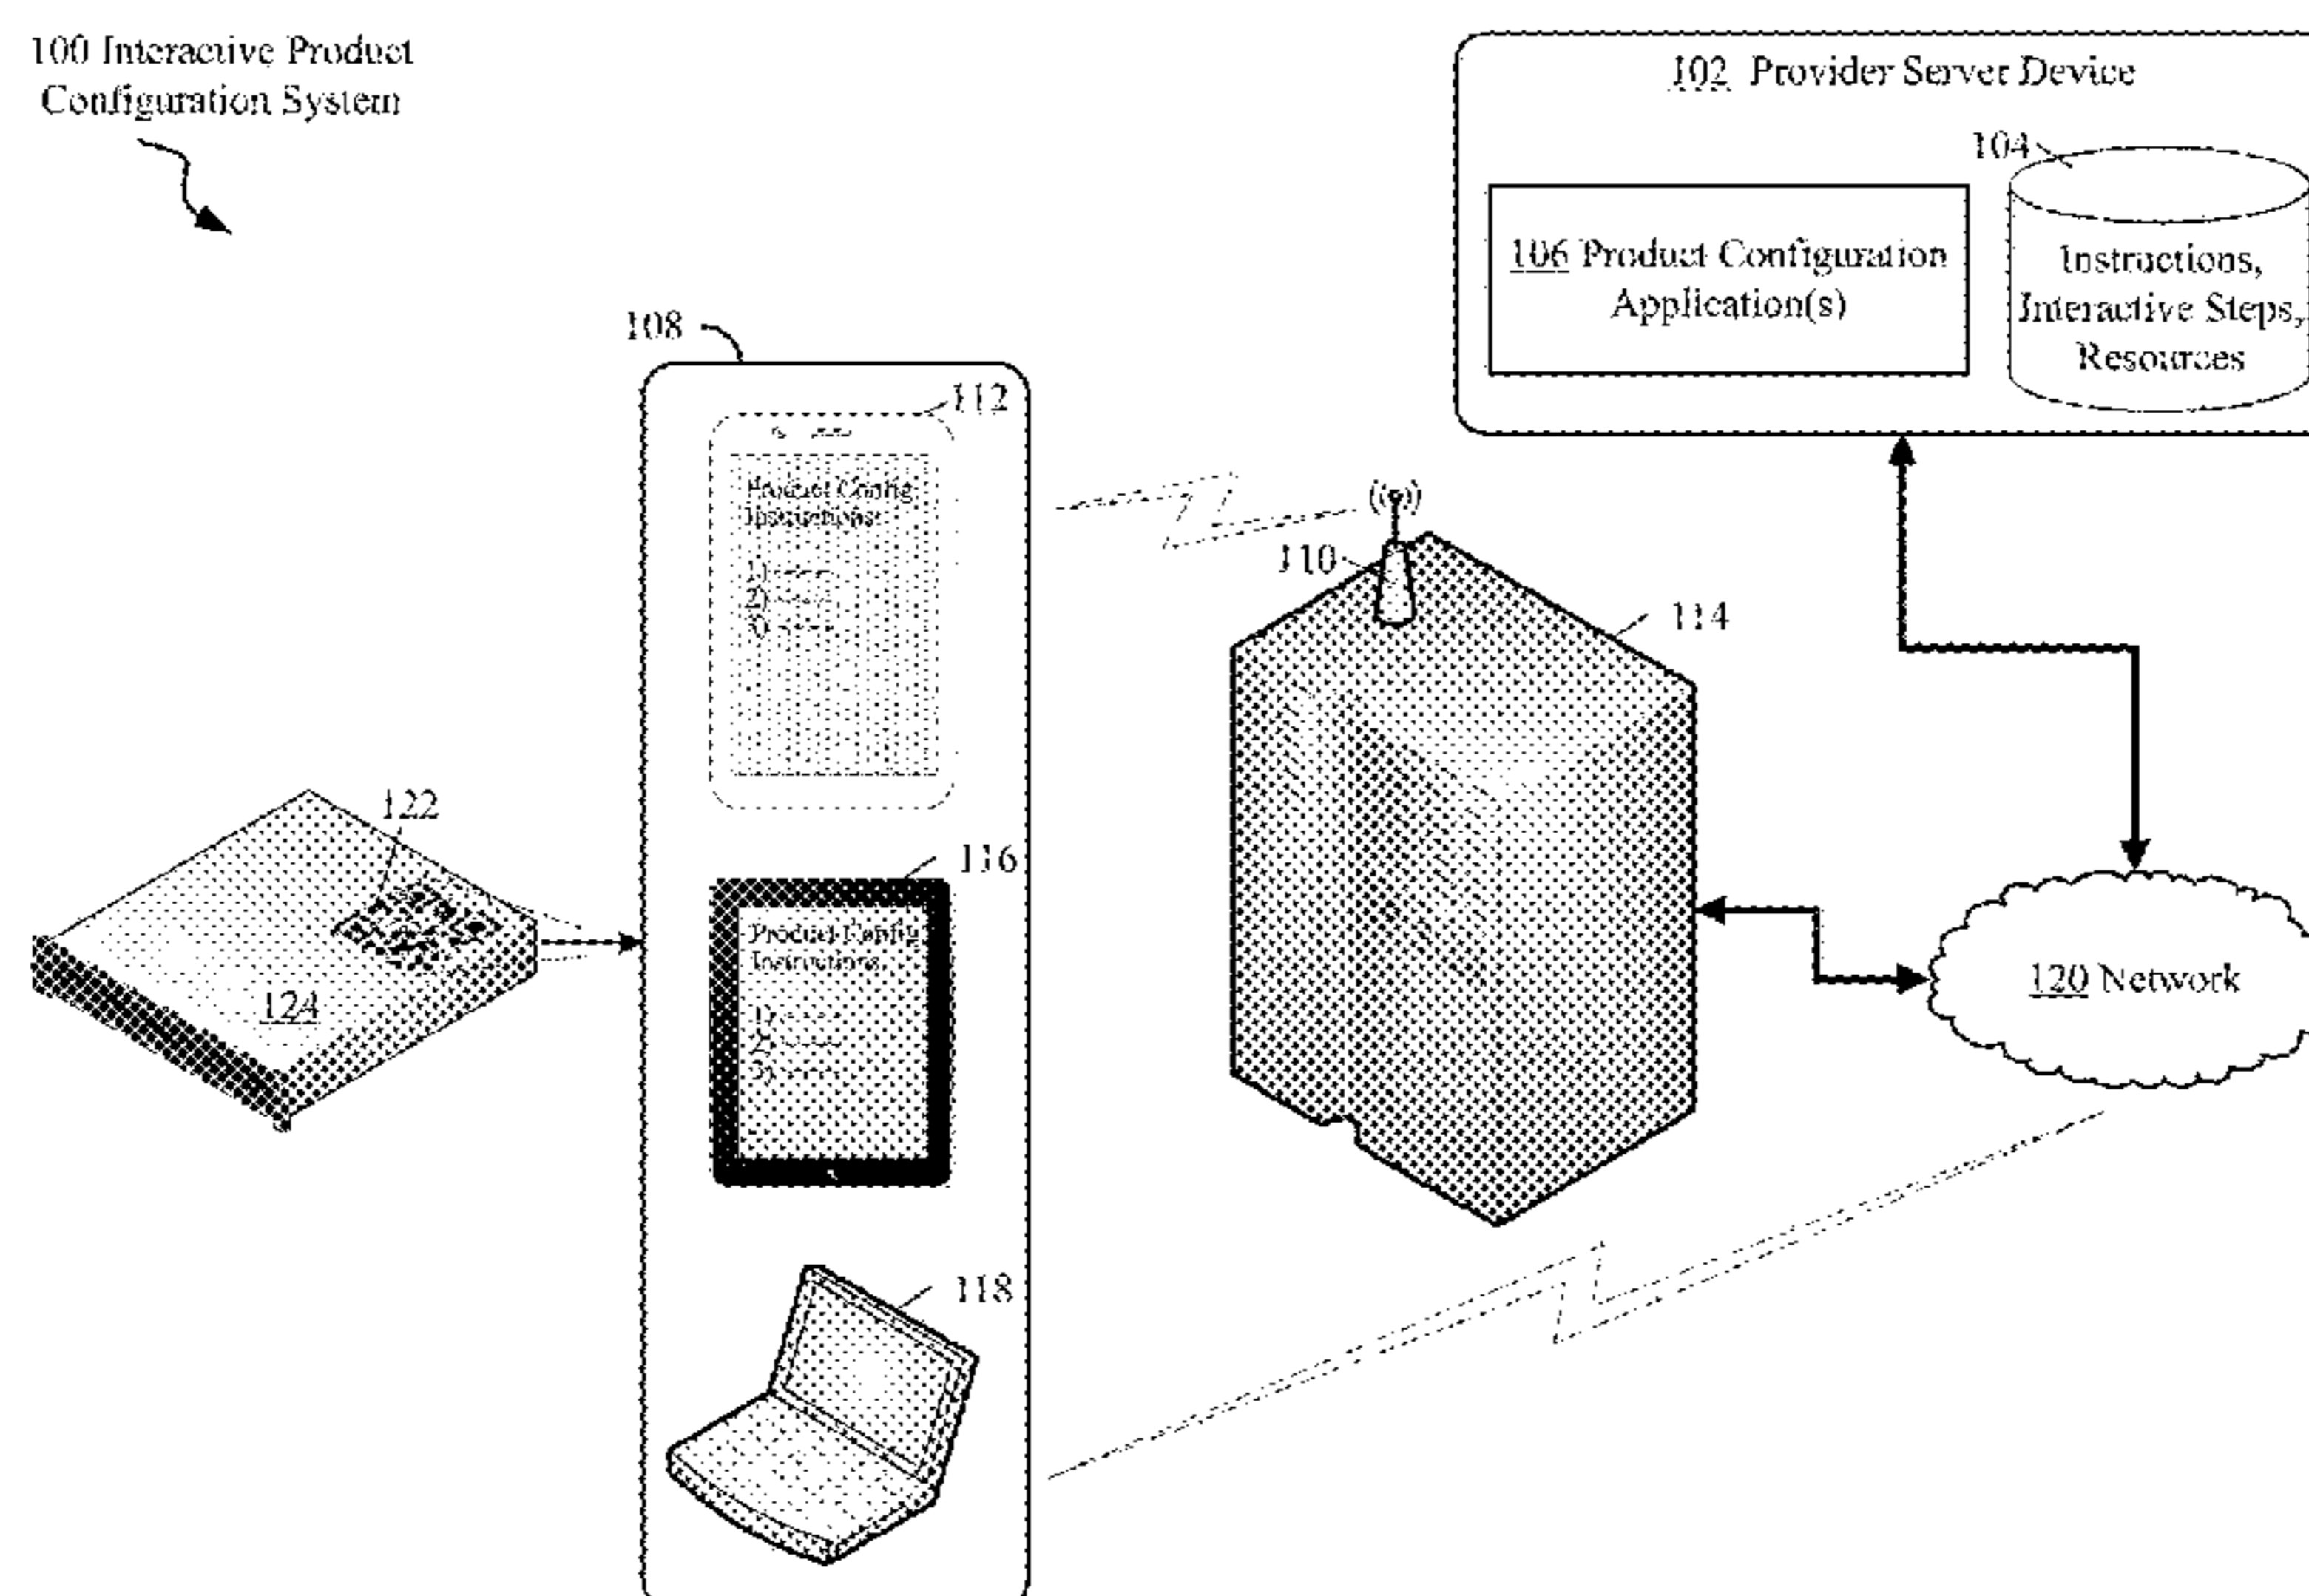 100 Interactive Product
Configuration System
102 Provider Server Device
104
106 Product Configuration
Application(s)
Instructions,
Interactive Steps,
Resources
108
112
Product Config
Instructions:
1)
2)
3)
110
114
122
124
116
Product Config
Instructions
1)
2)
3)
120 Network
118